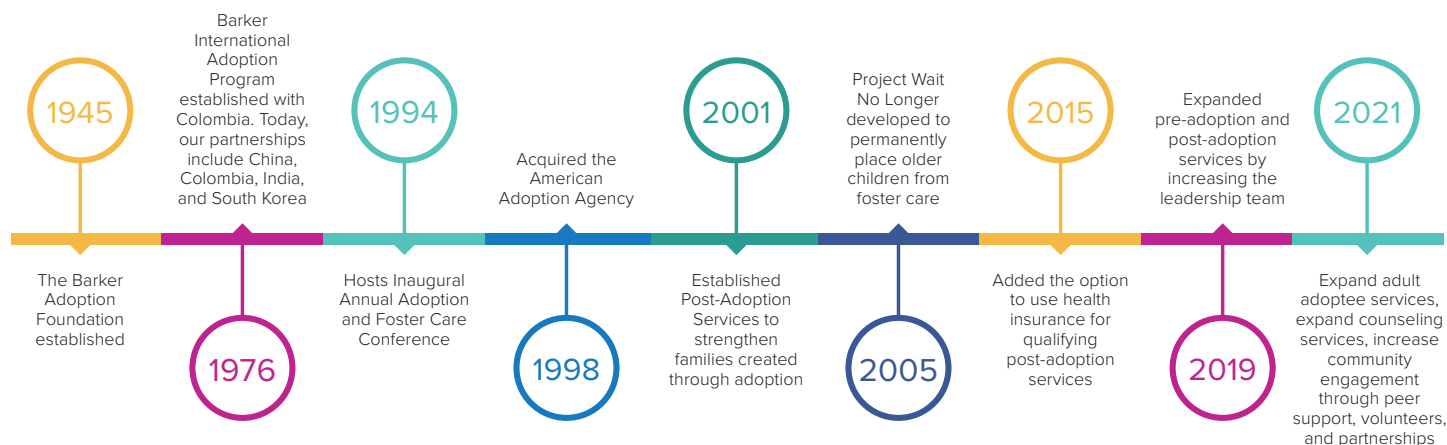 1945
The Barker
Adoption
Foundation
established
Barker
International
Adoption
Program
established with
Colombia. Today,
our partnerships
include China,
Colombia, India,
and South Korea
1976
1994
Hosts Inaugural
Annual Adoption
and Foster Care
Conference
Acquired the
American
Adoption Agency
1998
2001
Established
Post-Adoption
Services to
strengthen
families created
through adoption
Project Wait
No Longer
developed to
permanently
place older
children from
foster care
2005
2015
Added the option
to use health
insurance for
qualifying
post-adoption
services
Expanded
pre-adoption and
post-adoption
services by
increasing the
leadership team
2019
2021
Expand adult
adoptee services,
expand counseling
services, increase
community
engagement
through peer
support, volunteers,
and partnerships